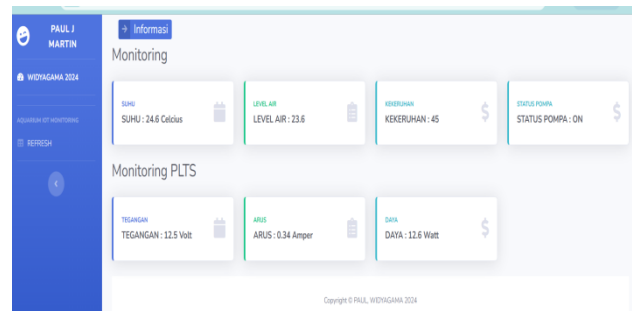 PAUL J
MARTIN
WIDYAGAMA 2024
AQUARIUM IOT MONITORING
REFRESH
Informasi
Monitoring
SUHU
SUHU : 24.6 Celcius
LEVEL AIR
LEVEL AIR : 23.6
KEKERUHAN
KEKERUHAN : 45
STATUS POMPA
STATUS POMPA : ON
Monitoring PLTS
TEGANGAN
TEGANGAN : 12.5 Volt
ARUS
ARUS : 0.34 Amper
DAYA
DAYA : 12.6 Watt
Copyright © PAUL, WIDYAGAMA 2024